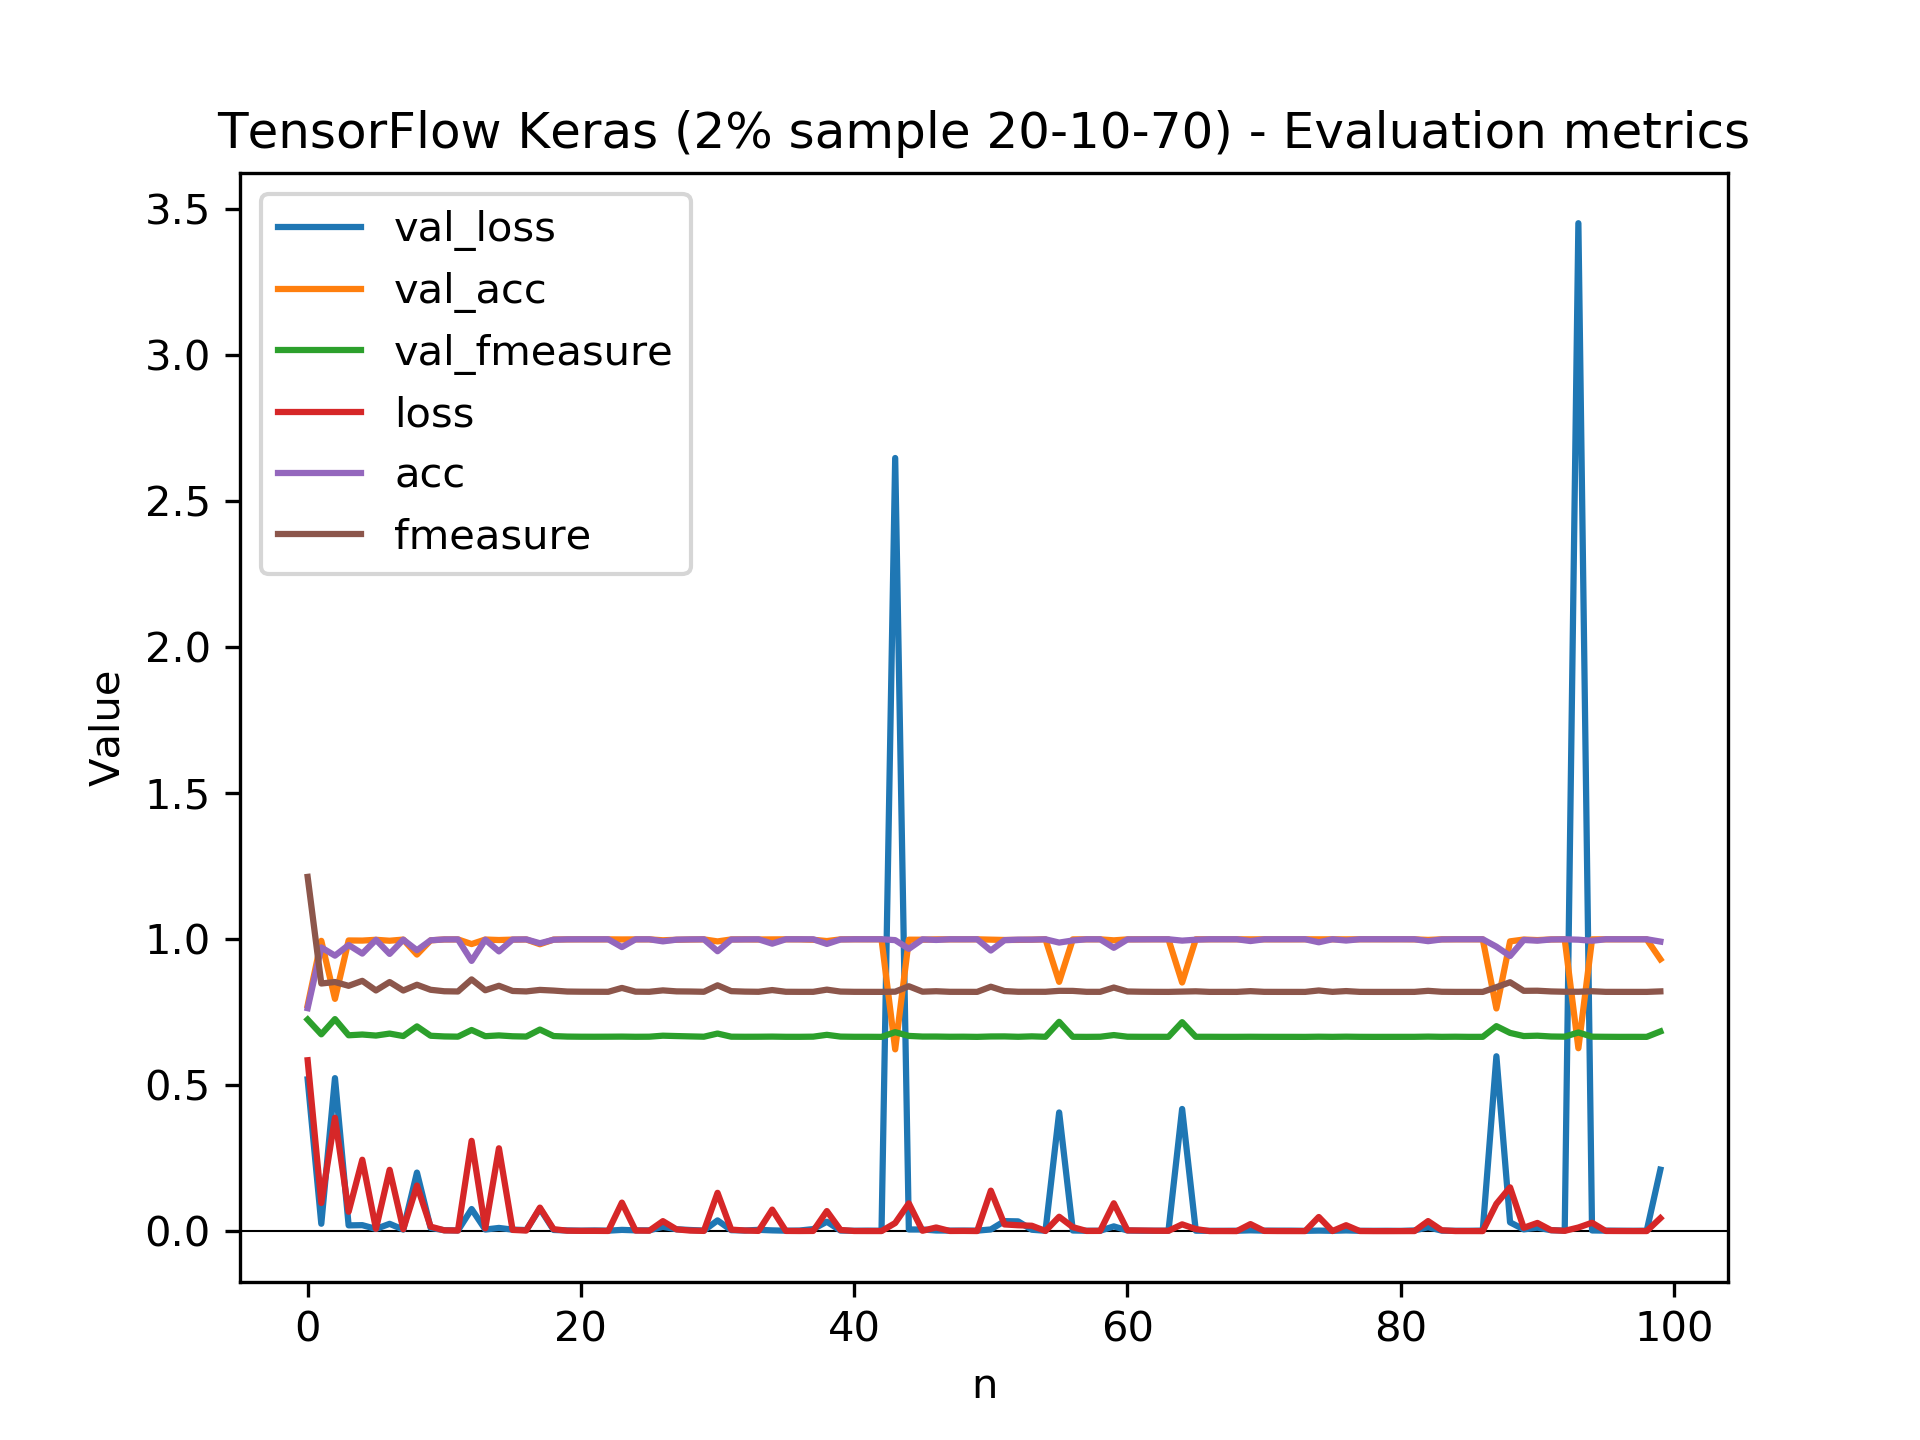 TensorFlow Keras (2% sample 20-10-70) - Evaluation metrics
val_loss
val_acc
val_fmeasure
loss
acc
fmeasure
3.5
3.0
2.5
2.0
1.5
1.0
0.5
0.0
Value
0 20 40 60 80 100
n